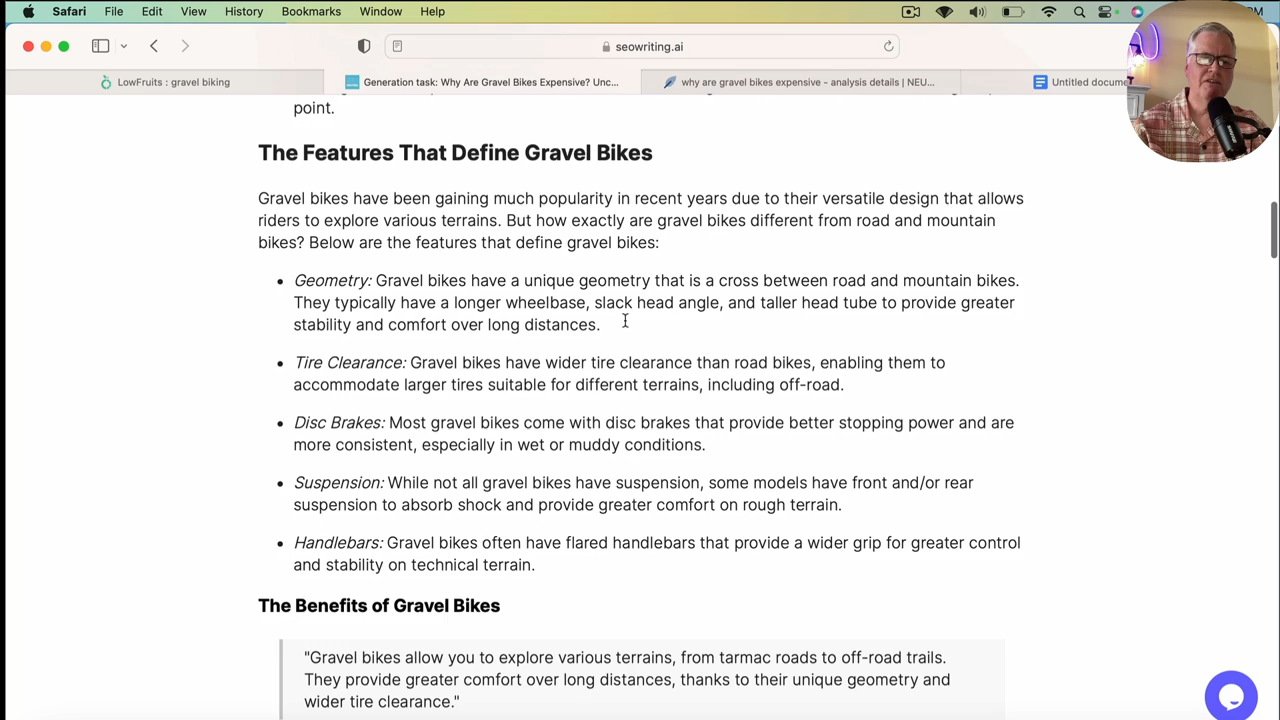 Safari File Edit View History Bookmarks Window Help
seowriting.ai
LowFruits : gravel biking
Generation task: Why Are Gravel Bikes Expensive? Unc...
why are gravel bikes expensive - analysis details | NEU...
Untitled docum
point.
The Features That Define Gravel Bikes
Gravel bikes have been gaining much popularity in recent years due to their versatile design that allows
riders to explore various terrains. But how exactly are gravel bikes different from road and mountain
bikes? Below are the features that define gravel bikes:
• Geometry: Gravel bikes have a unique geometry that is a cross between road and mountain bikes.
They typically have a longer wheelbase, slack head angle, and taller head tube to provide greater
stability and comfort over long distances.
• Tire Clearance: Gravel bikes have wider tire clearance than road bikes, enabling them to
accommodate larger tires suitable for different terrains, including off-road.
• Disc Brakes: Most gravel bikes come with disc brakes that provide better stopping power and are
more consistent, especially in wet or muddy conditions.
• Suspension: While not all gravel bikes have suspension, some models have front and/or rear
suspension to absorb shock and provide greater comfort on rough terrain.
• Handlebars: Gravel bikes often have flared handlebars that provide a wider grip for greater control
and stability on technical terrain.
The Benefits of Gravel Bikes
"Gravel bikes allow you to explore various terrains, from tarmac roads to off-road trails.
They provide greater comfort over long distances, thanks to their unique geometry and
wider tire clearance."